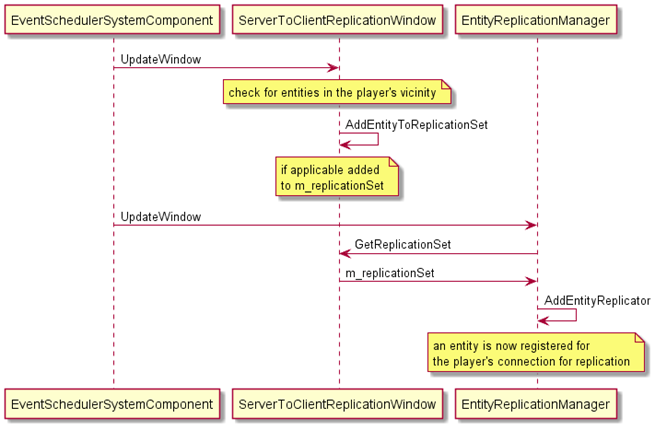 EventSchedulerSystemComponent
ServerToClientReplicationWindow
EntityReplicationManager
UpdateWindow
check for entities in the player's vicinity
AddEntityToReplicationSet
if applicable added
to m_replicationSet
UpdateWindow
GetReplicationSet
m_replicationSet
AddEntityReplicator
an entity is now registered for
the player's connection for replication
EventSchedulerSystemComponent
ServerToClientReplicationWindow
EntityReplicationManager